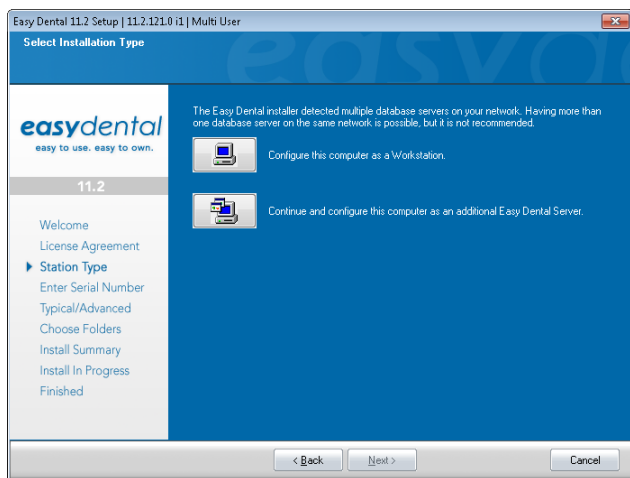 Easy Dental 11.2 Setup | 11.2.121.0 i1 | Multi User
Select Installation Type
easydental
easydental
easy to use. easy to own.
11.2
Welcome
License Agreement
Station Type
Enter Serial Number
Typical/Advanced
Choose Folders
Install Summary
Install In Progress
Finished
The Easy Dental installer detected multiple database servers on your network. Having more than
one database server on the same network is possible, but it is not recommended.
Configure this computer as a Workstation.
Continue and configure this computer as an additional Easy Dental Server.
< Back
Next >
Cancel